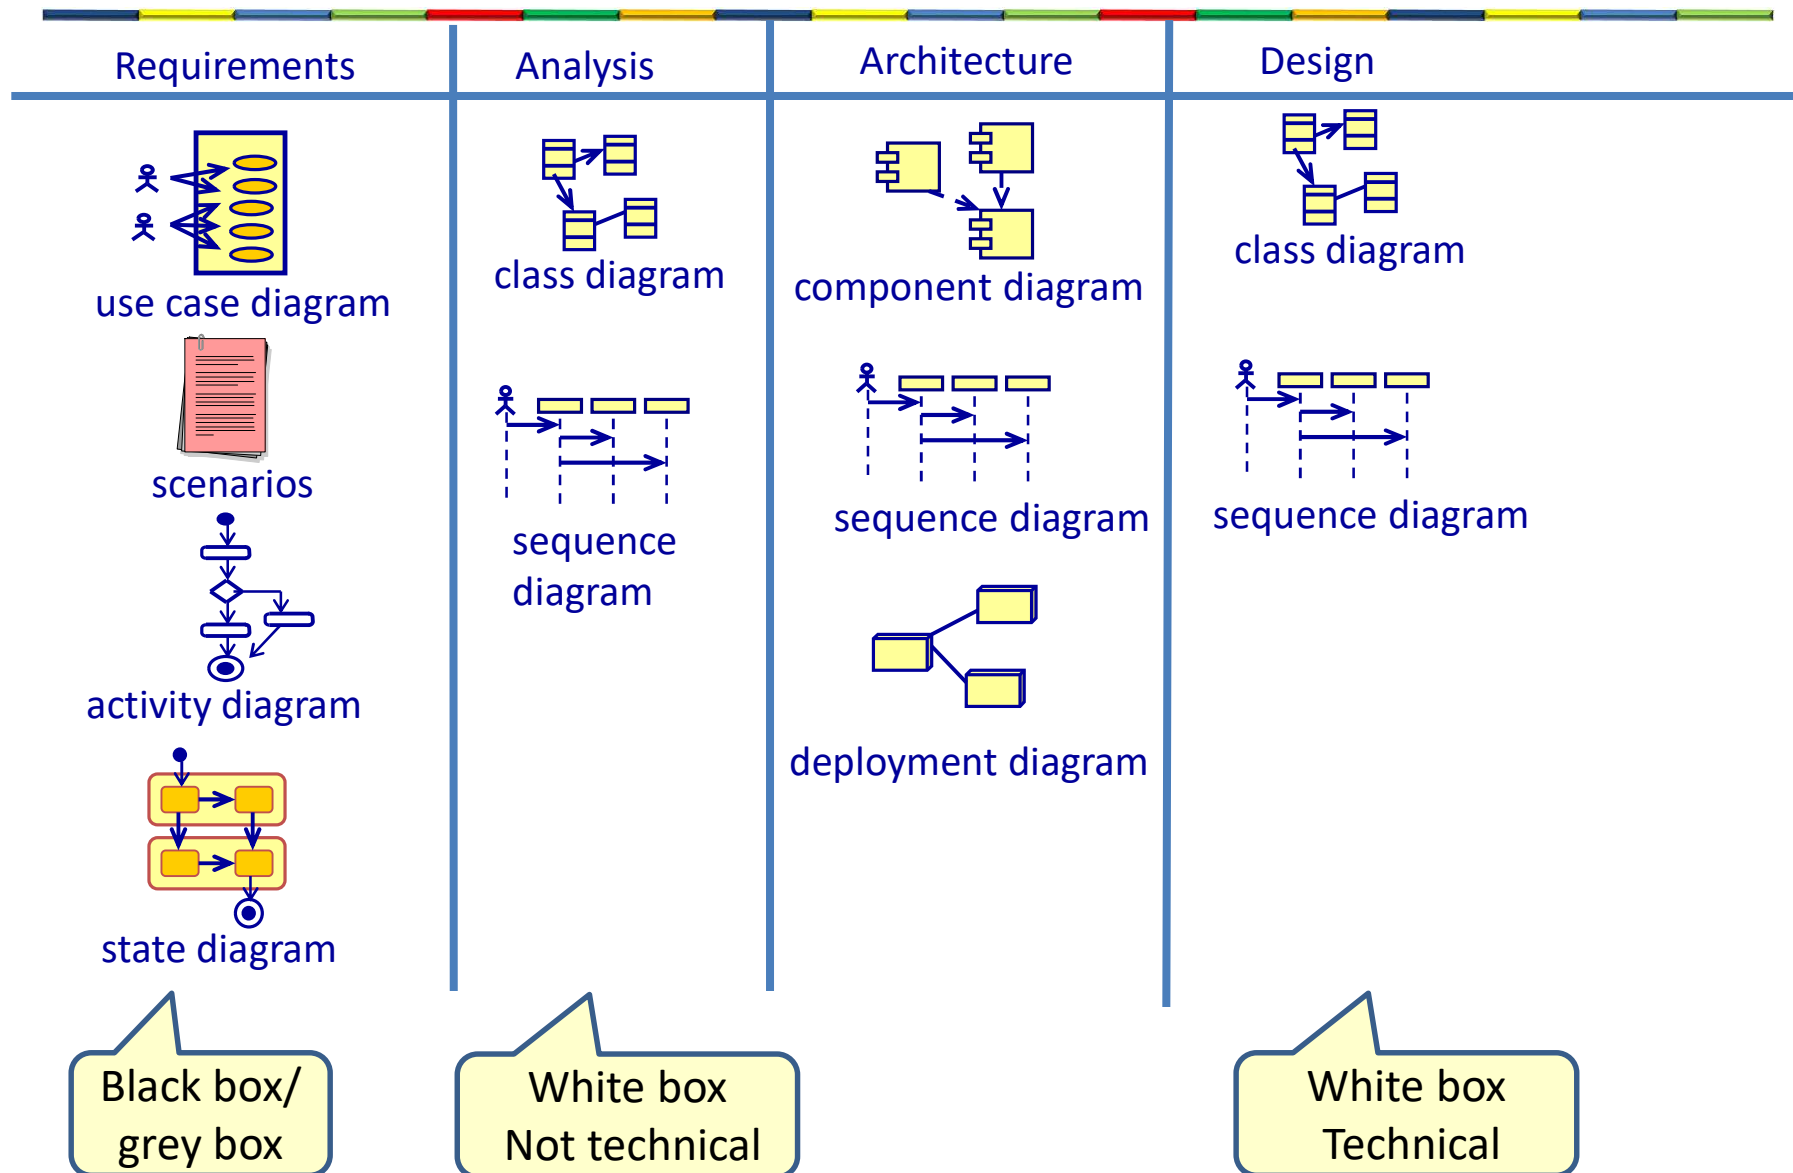 Requirements
Analysis
Architecture
Design
use case diagram
scenarios
activity diagram
state diagram
Black box/
grey box
class diagram
sequence
diagram
White box
Not technical
component diagram
sequence diagram
deployment diagram
class diagram
sequence diagram
White box
Technical